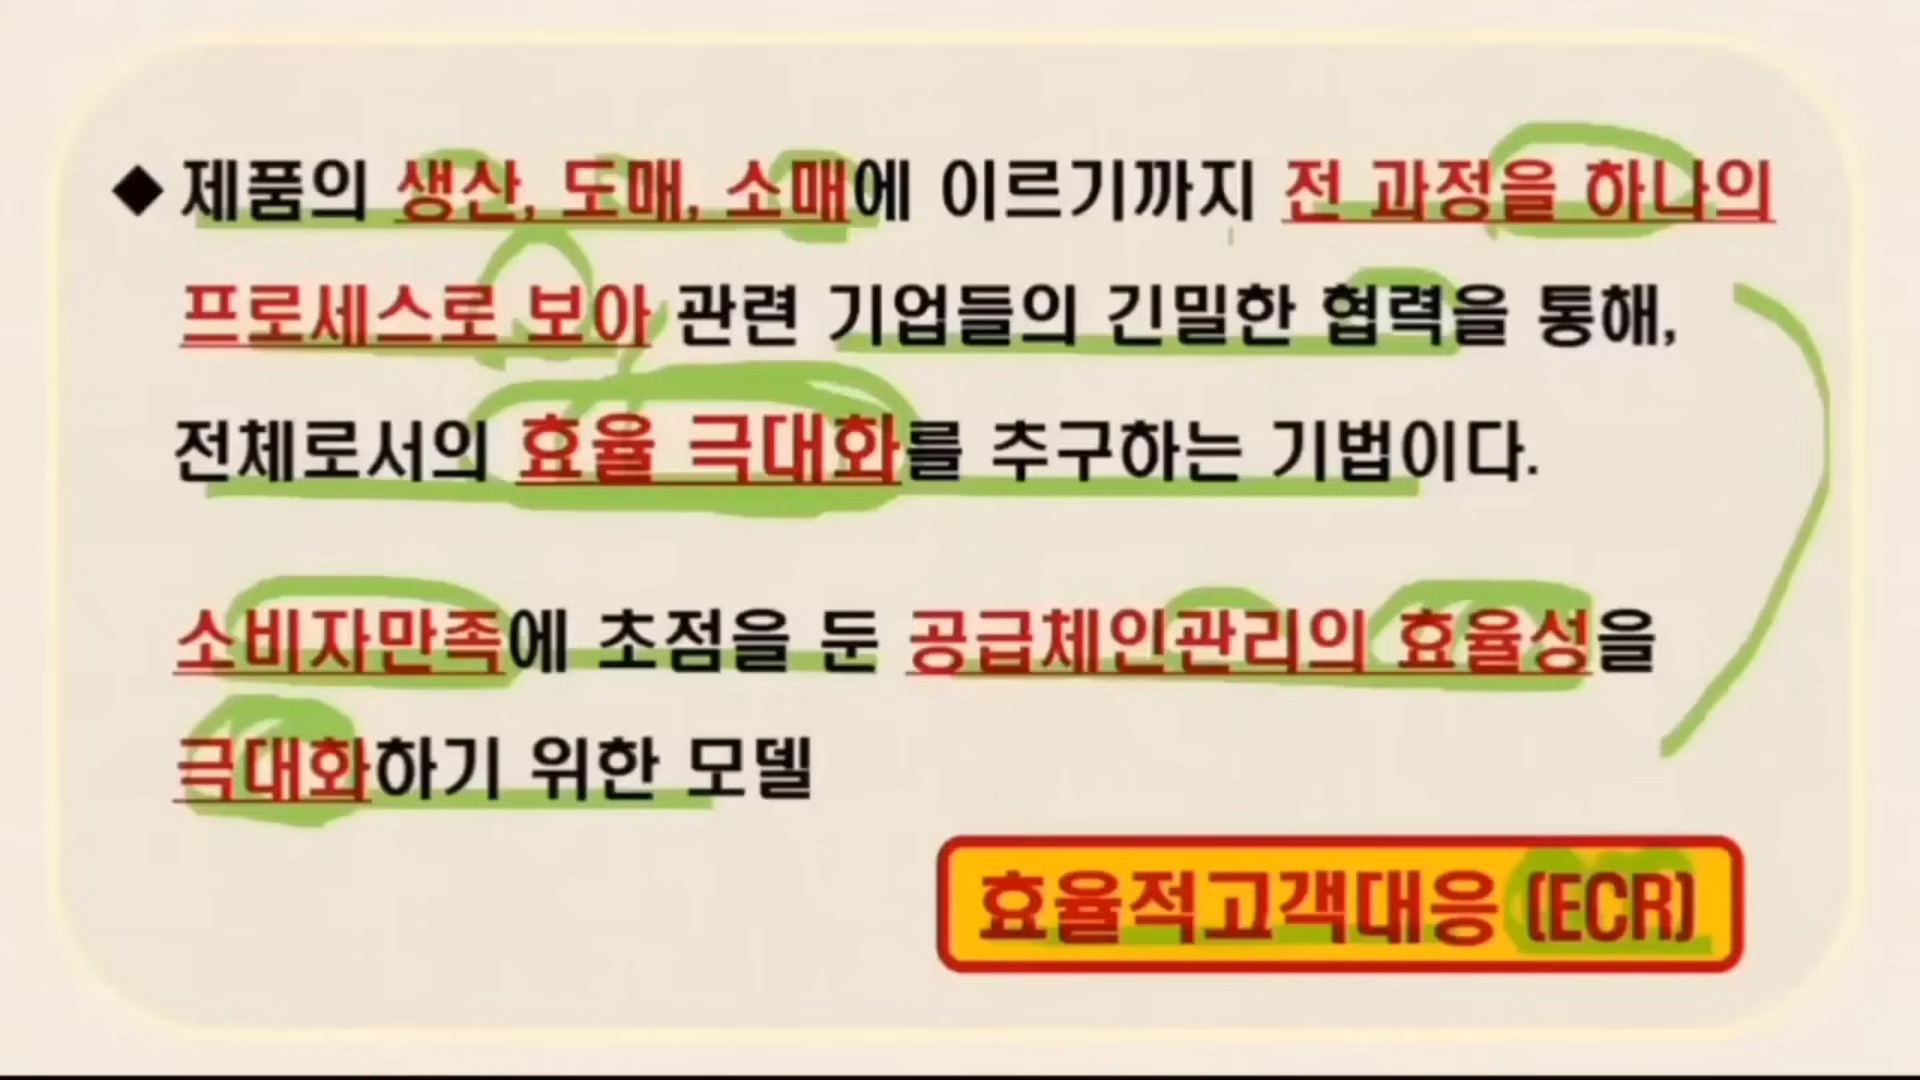 ◆ 제품의 생산, 도매, 소매에 이르기까지 전 과정을 하나의
프로세스로 보아 관련 기업들의 긴밀한 협력을 통해,
전체로서의 효율 극대화를 추구하는 기법이다.
소비자만족에 초점을 둔 공급체인관리의 효율성을
극대화하기 위한 모델
효율적고객대응 (ECR)